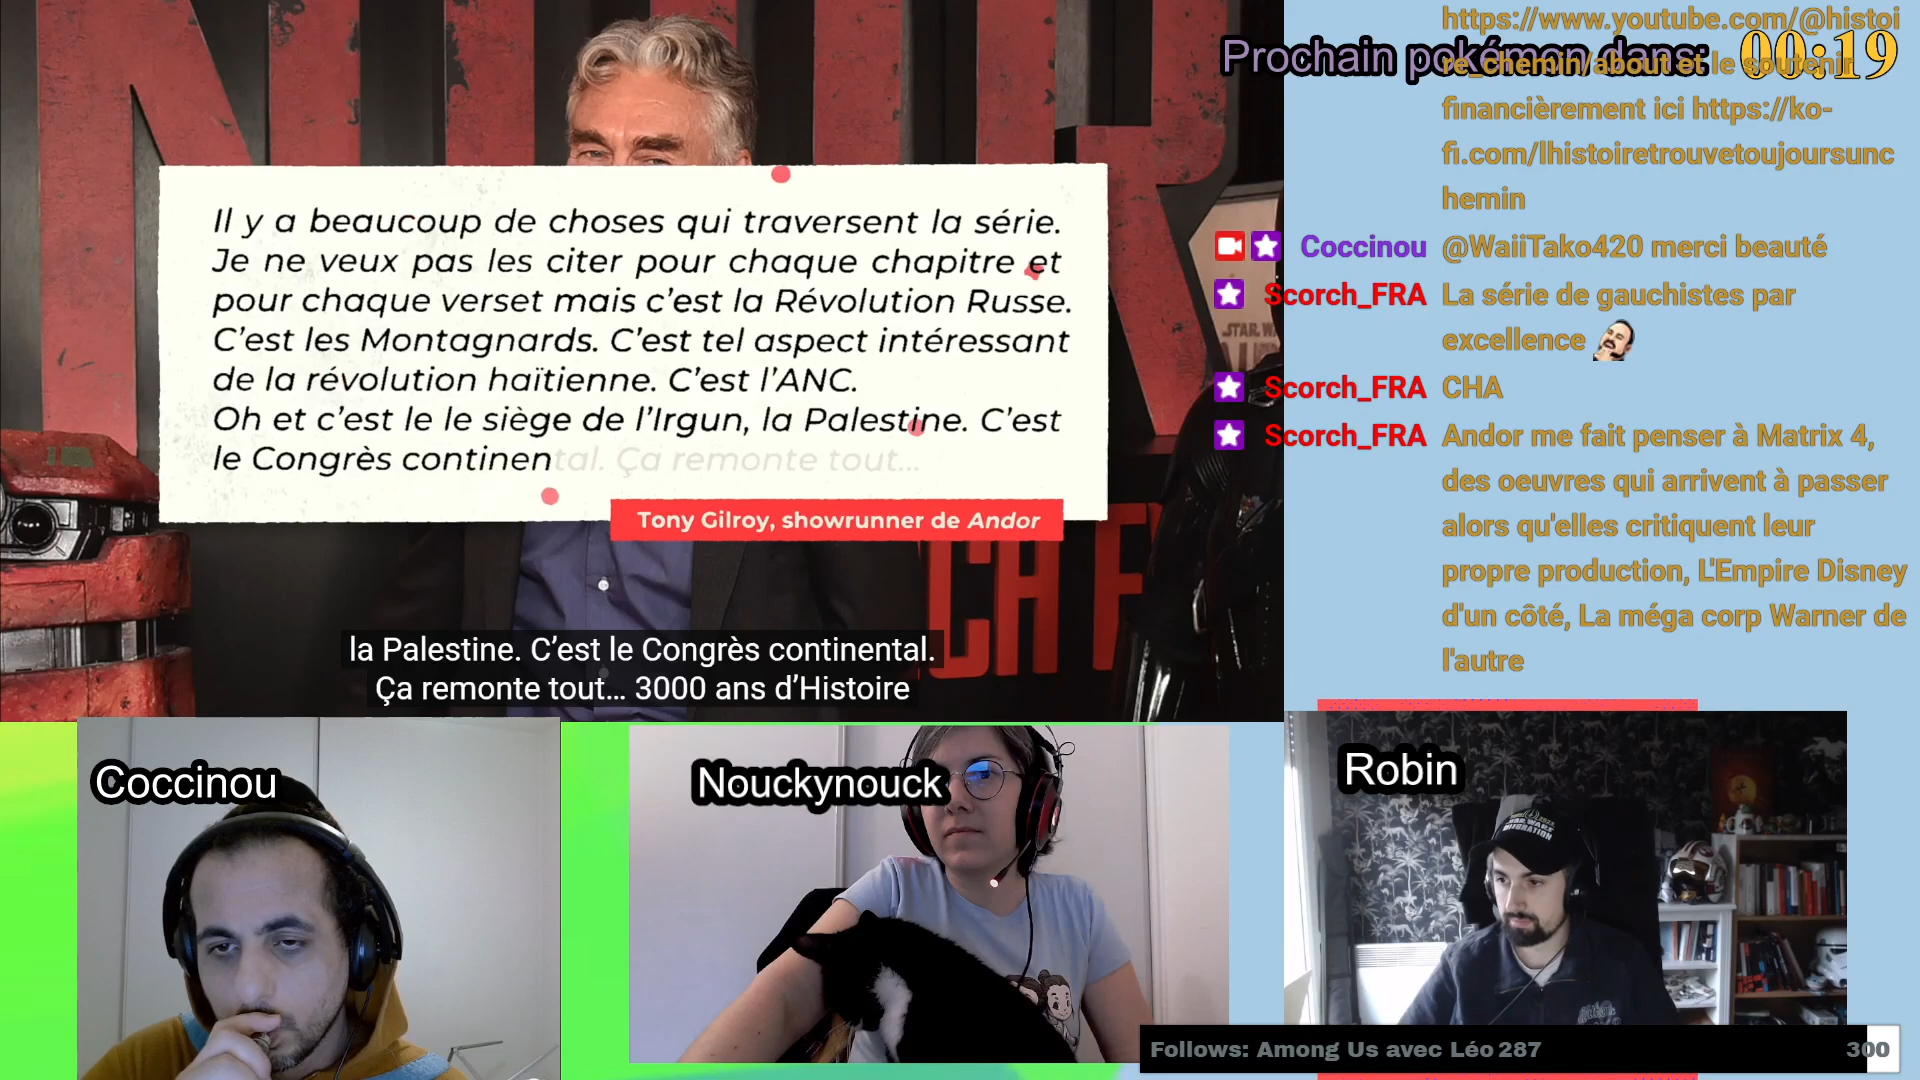 Il y a beaucoup de choses qui traversent la série.
Je ne veux pas les citer pour chaque chapitre et
pour chaque verset mais c’est la Révolution Russe.
C’est les Montagnards. C’est tel aspect intéressant
de la révolution haïtienne. C’est l’ANC.
Oh et c’est le le siège de l’Irgun, la Palestine. C’est
le Congrès continental. Ça remonte tout...
Tony Gilroy, showrunner de Andor
la Palestine. C’est le Congrès continental.
Ça remonte tout... 3000 ans d’Histoire
https://www.youtube.com/@histoi
re_chemin/about et le soutenir
financièrement ici https://ko-
fi.com/lhistoiretrouvetoujoursunc
hemin
Prochain pokémon dans: 00:19
Coccinou @WaiiTako420 merci beauté
Scorch_FRA La série de gauchistes par
excellence
Scorch_FRA CHA
Scorch_FRA Andor me fait penser à Matrix 4,
des oeuvres qui arrivent à passer
alors qu'elles critiquent leur
propre production, L'Empire Disney
d'un côté, La méga corp Warner de
l'autre
Coccinou
Nouckynouck
Robin
Follows: Among Us avec Léo 287 300